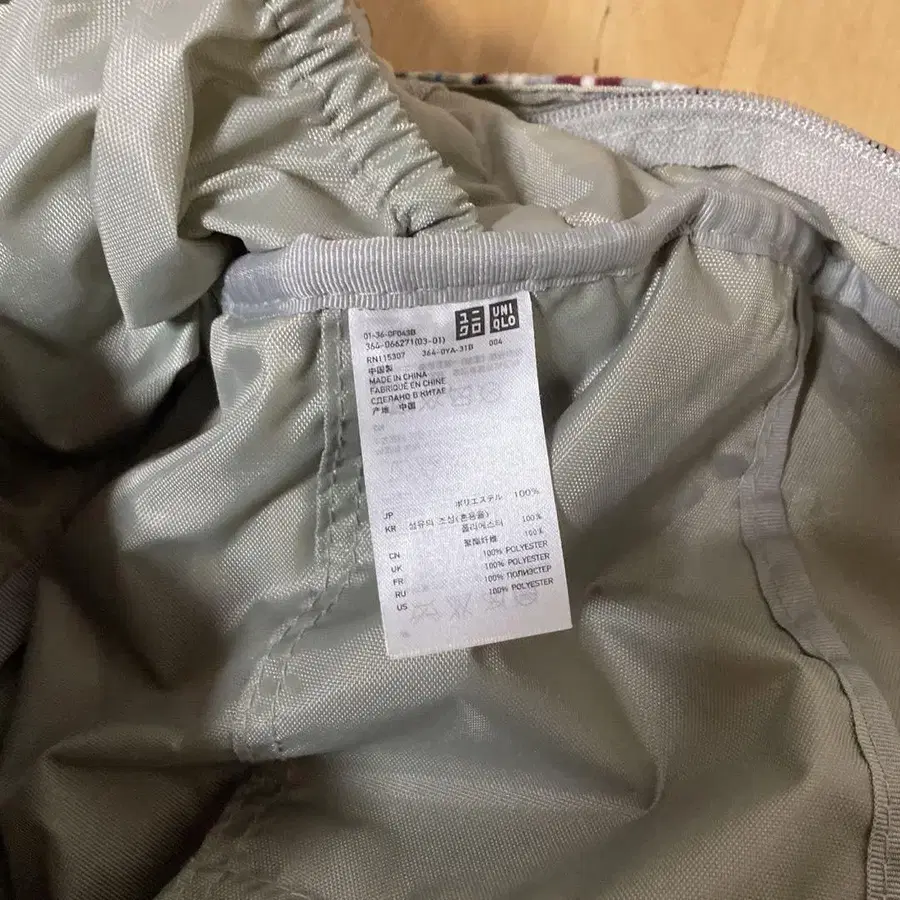 ユニ
クロ
UNI
QLO
01-36-0F043B
364-066271(03-01)
RN115307 364-0YA-31B 004
中国製
MADE IN CHINA
FABRIQUÉ EN CHINE
СДЕЛАНО В КИТАЕ
产地 中国
JP ポリエステル 100%
KR 섬유의 조성(혼용율)
폴리에스터 100%
CN 聚酯纤维 100%
UK 100% POLYESTER
FR 100% POLYESTER
RU 100% ПОЛИЭСТЕР
US 100% POLYESTER